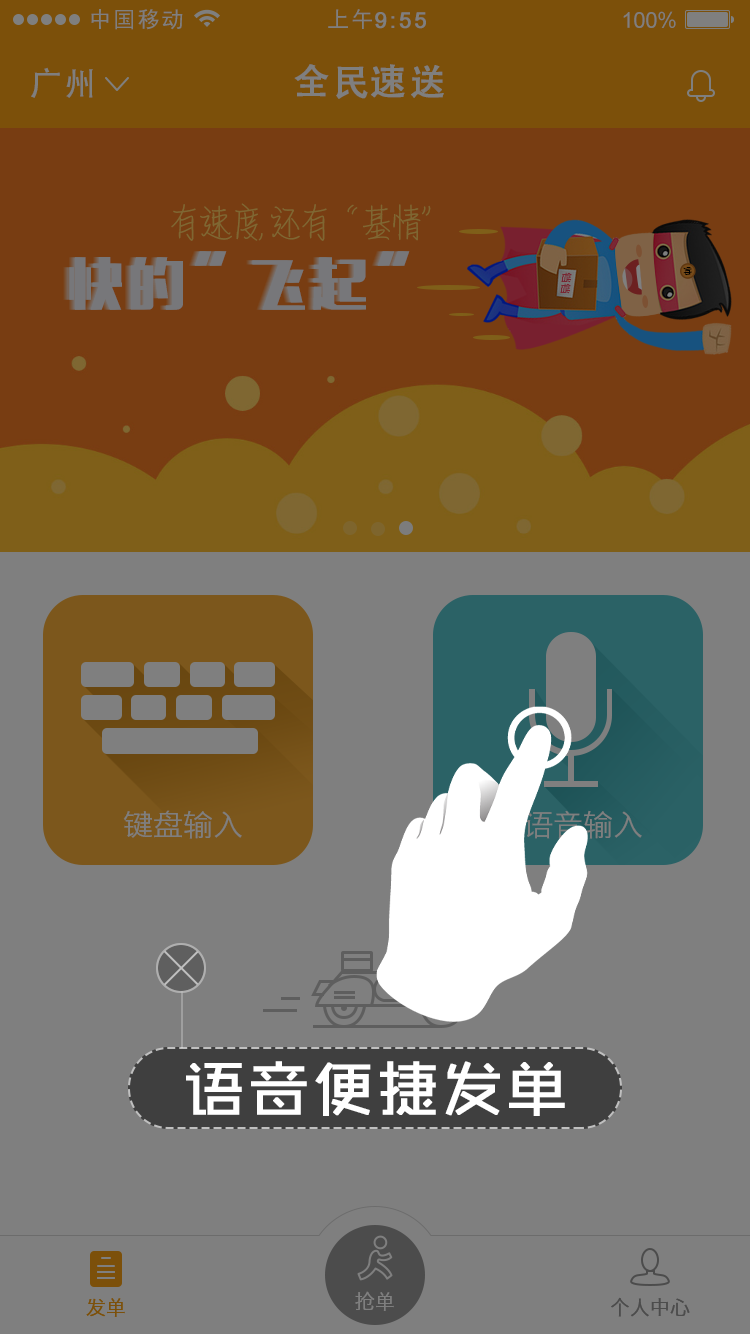 中国移动 上午9:55 100%
广州 全民速送
有速度,还有“基情”
快的”飞起”
键盘输入
语音输入
语音便捷发单
发单
抢单
个人中心